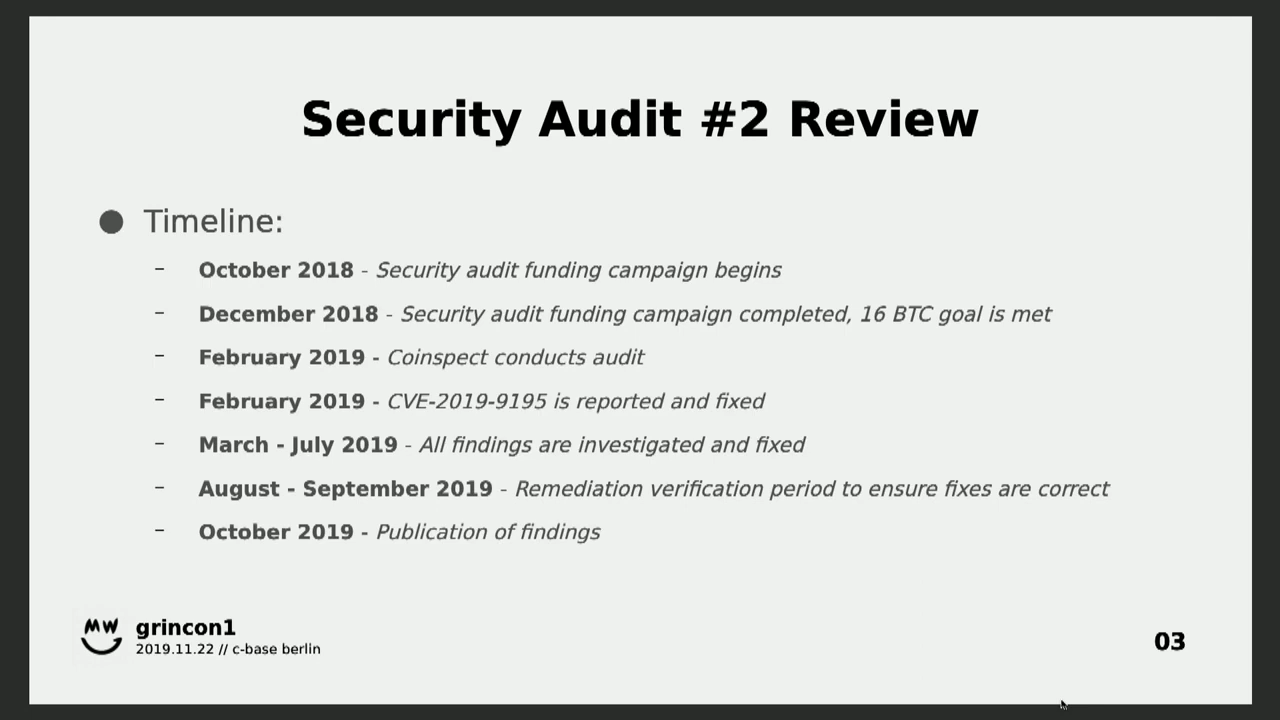 Security Audit #2 Review
● Timeline:
– October 2018 - Security audit funding campaign begins
– December 2018 - Security audit funding campaign completed, 16 BTC goal is met
– February 2019 - Coinspect conducts audit
– February 2019 - CVE-2019-9195 is reported and fixed
– March - July 2019 - All findings are investigated and fixed
– August - September 2019 - Remediation verification period to ensure fixes are correct
– October 2019 - Publication of findings
MW
grincon1
2019.11.22 // c-base berlin
03